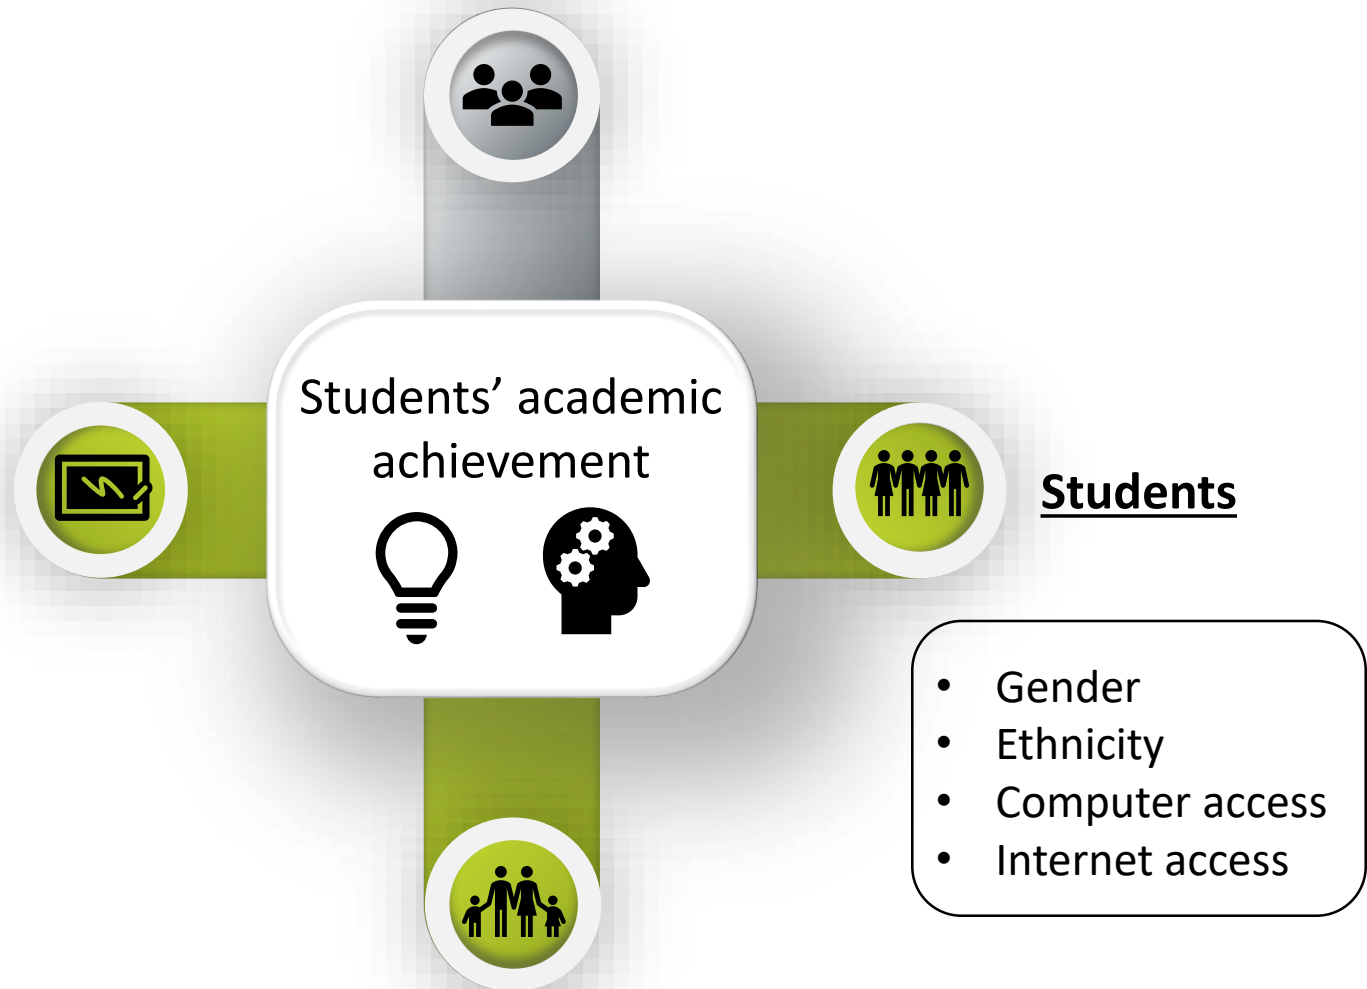 Students’ academic
achievement
Students
• Gender
• Ethnicity
• Computer access
• Internet access